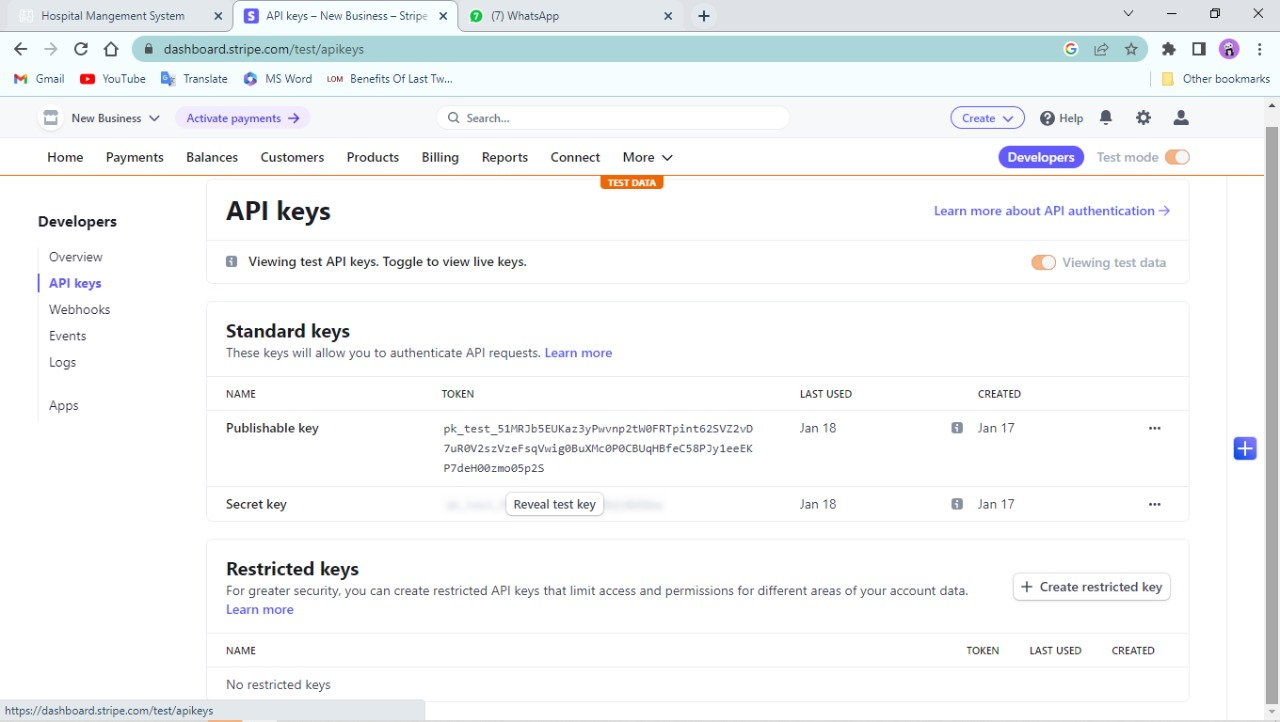 Hospital Mangement System
API keys – New Business – Stripe
(7) WhatsApp
dashboard.stripe.com/test/apikeys
Gmail
YouTube
Translate
MS Word
LOM Benefits Of Last Tw...
Other bookmarks
New Business
Activate payments →
Search...
Create
Help
Home
Payments
Balances
Customers
Products
Billing
Reports
Connect
More
Developers
Test mode
TEST DATA
Developers
Overview
API keys
Webhooks
Events
Logs
Apps
API keys
Learn more about API authentication →
Viewing test API keys. Toggle to view live keys.
Viewing test data
Standard keys
These keys will allow you to authenticate API requests. Learn more
NAME TOKEN LAST USED CREATED
Publishable key pk_test_51MRJb5EUKaz3yPwvnp2tW0FRTpint62SVZ2vD Jan 18 Jan 17
7uR0V2szVzeFsqVwig0BuXMc0P0CBUqHBfeC58PJy1eeEK
P7deH00zmo05p2S
Secret key Reveal test key Jan 18 Jan 17
Restricted keys
For greater security, you can create restricted API keys that limit access and permissions for different areas of your account data.
Learn more
+ Create restricted key
NAME TOKEN LAST USED CREATED
No restricted keys
https://dashboard.stripe.com/test/apikeys